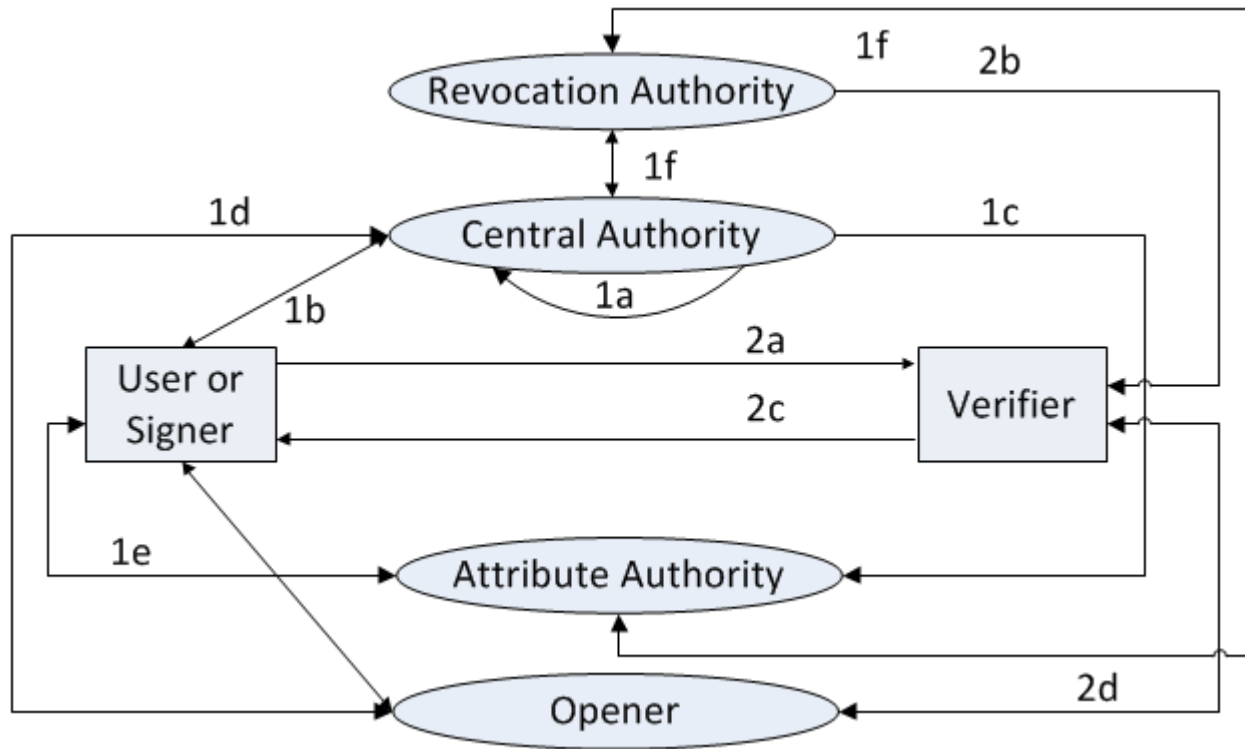 1f
2b
Revocation Authority
1f
1d
Central Authority
1c
1a
1b
2a
User or
Signer
Verifier
2c
1e
Attribute Authority
2d
Opener